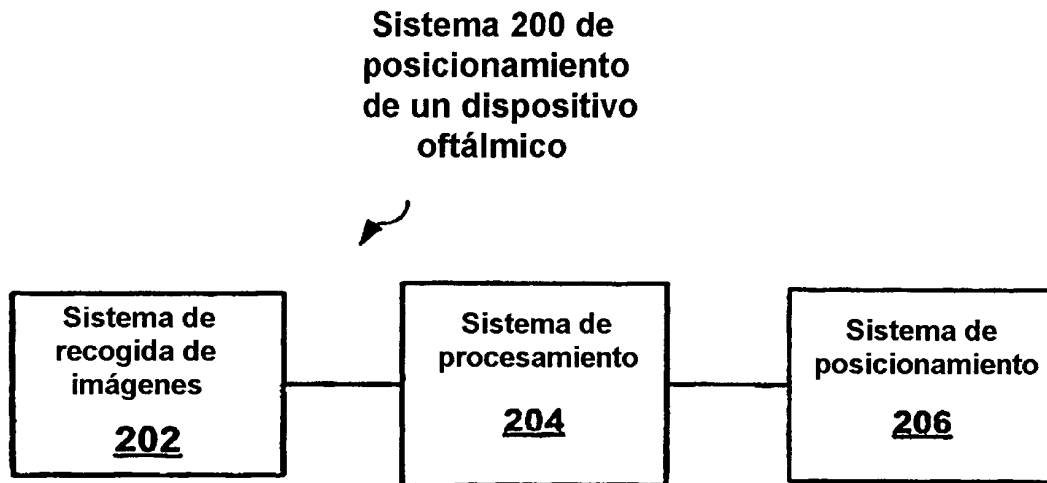 Sistema 200 de
posicionamiento
de un dispositivo
oftálmico
Sistema de
recogida de
imágenes
202
Sistema de
procesamiento
204
Sistema de
posicionamiento
206